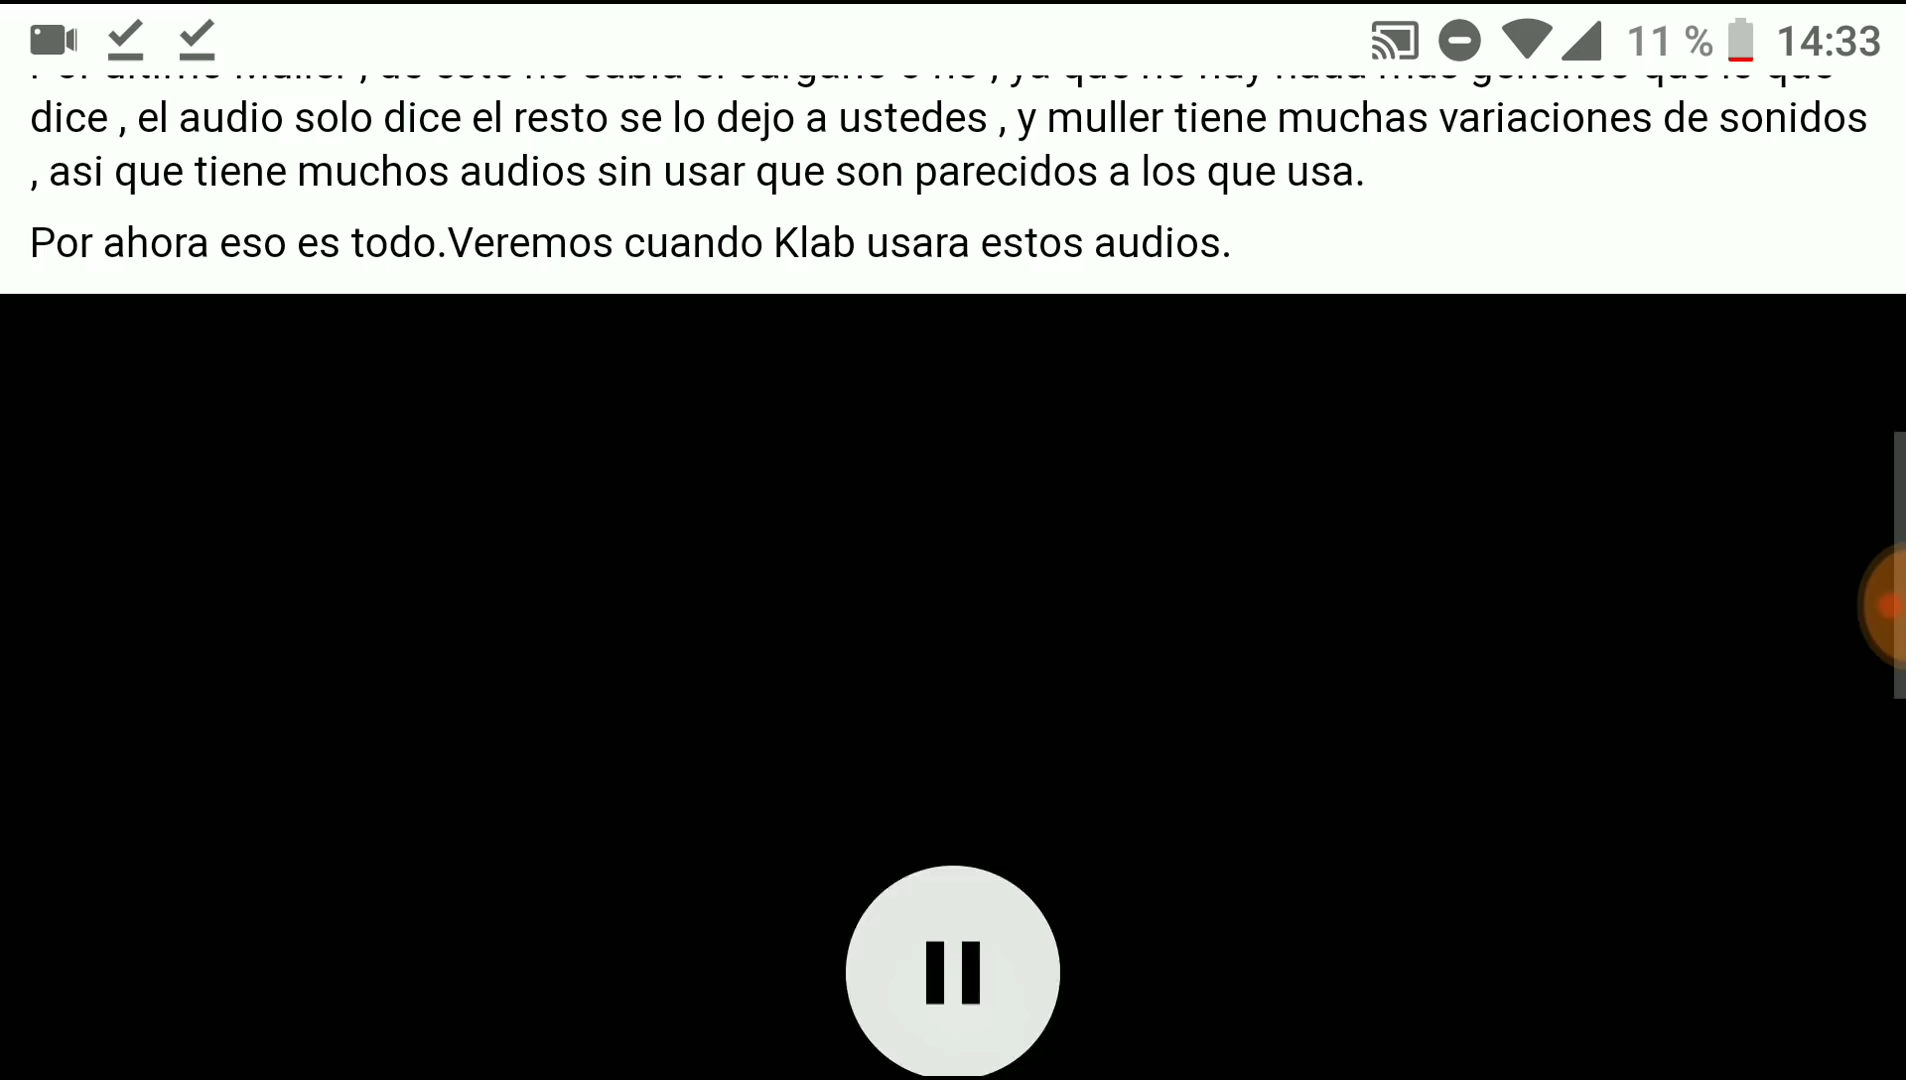 11 % 14:33
dice , el audio solo dice el resto se lo dejo a ustedes , y muller tiene muchas variaciones de sonidos
, asi que tiene muchos audios sin usar que son parecidos a los que usa.
Por ahora eso es todo.Veremos cuando Klab usara estos audios.